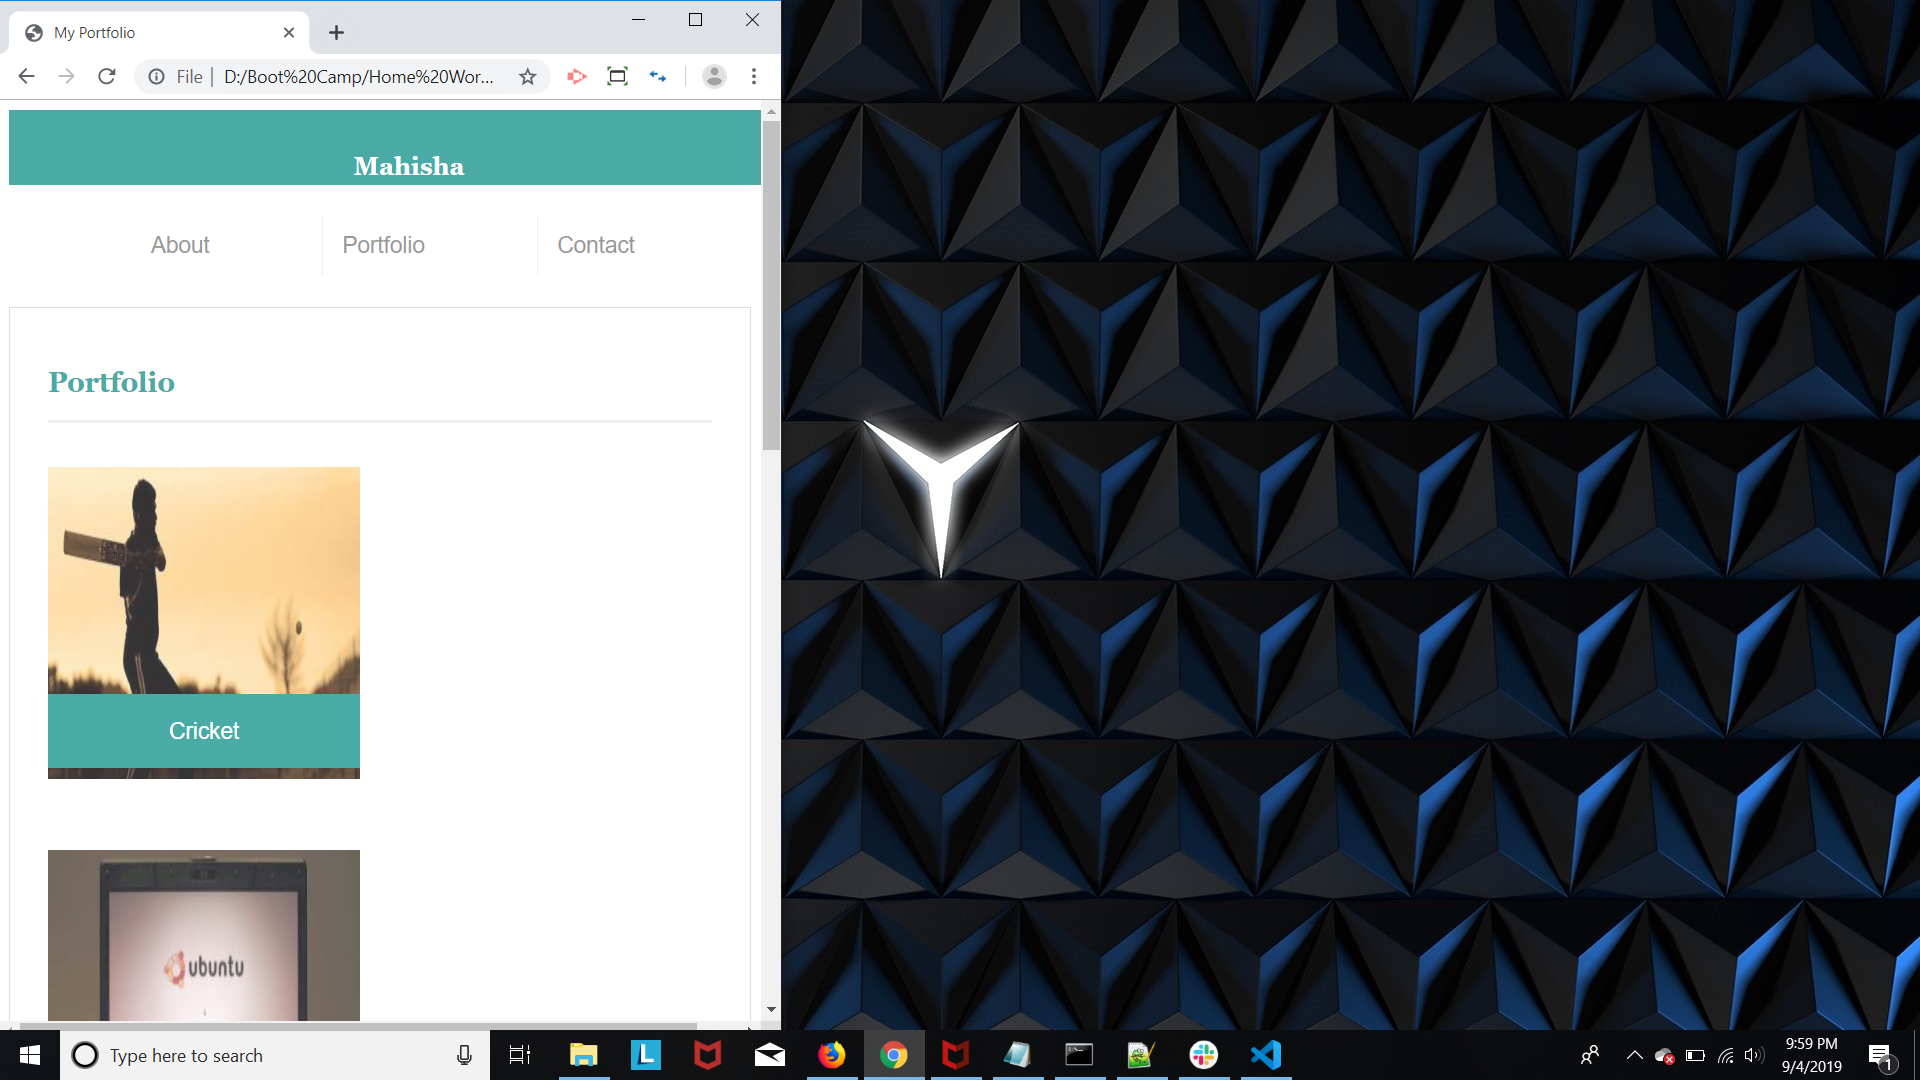 My Portfolio
File | D:/Boot%20Camp/Home%20Wor...
Mahisha
About
Portfolio
Contact
Portfolio
Cricket
ubuntu
Type here to search
L
9:59 PM
9/4/2019
1